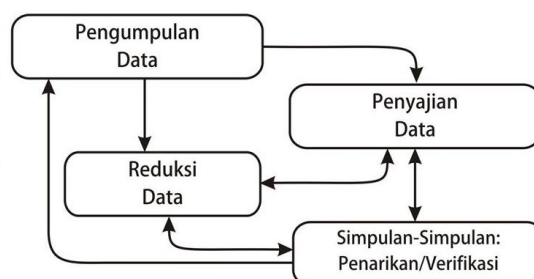 Pengumpulan
Data
Penyajian
Data
Reduksi
Data
Simpulan-Simpulan:
Penarikan/Verifikasi